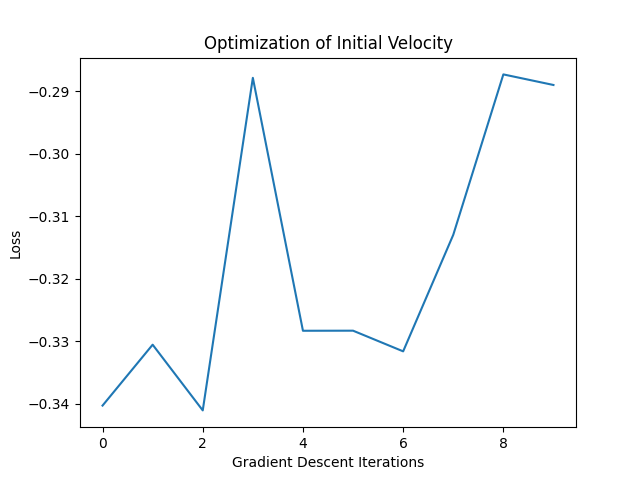 Optimization of Initial Velocity
−0.29
−0.30
−0.31
−0.32
−0.33
−0.34
Loss
0 2 4 6 8
Gradient Descent Iterations